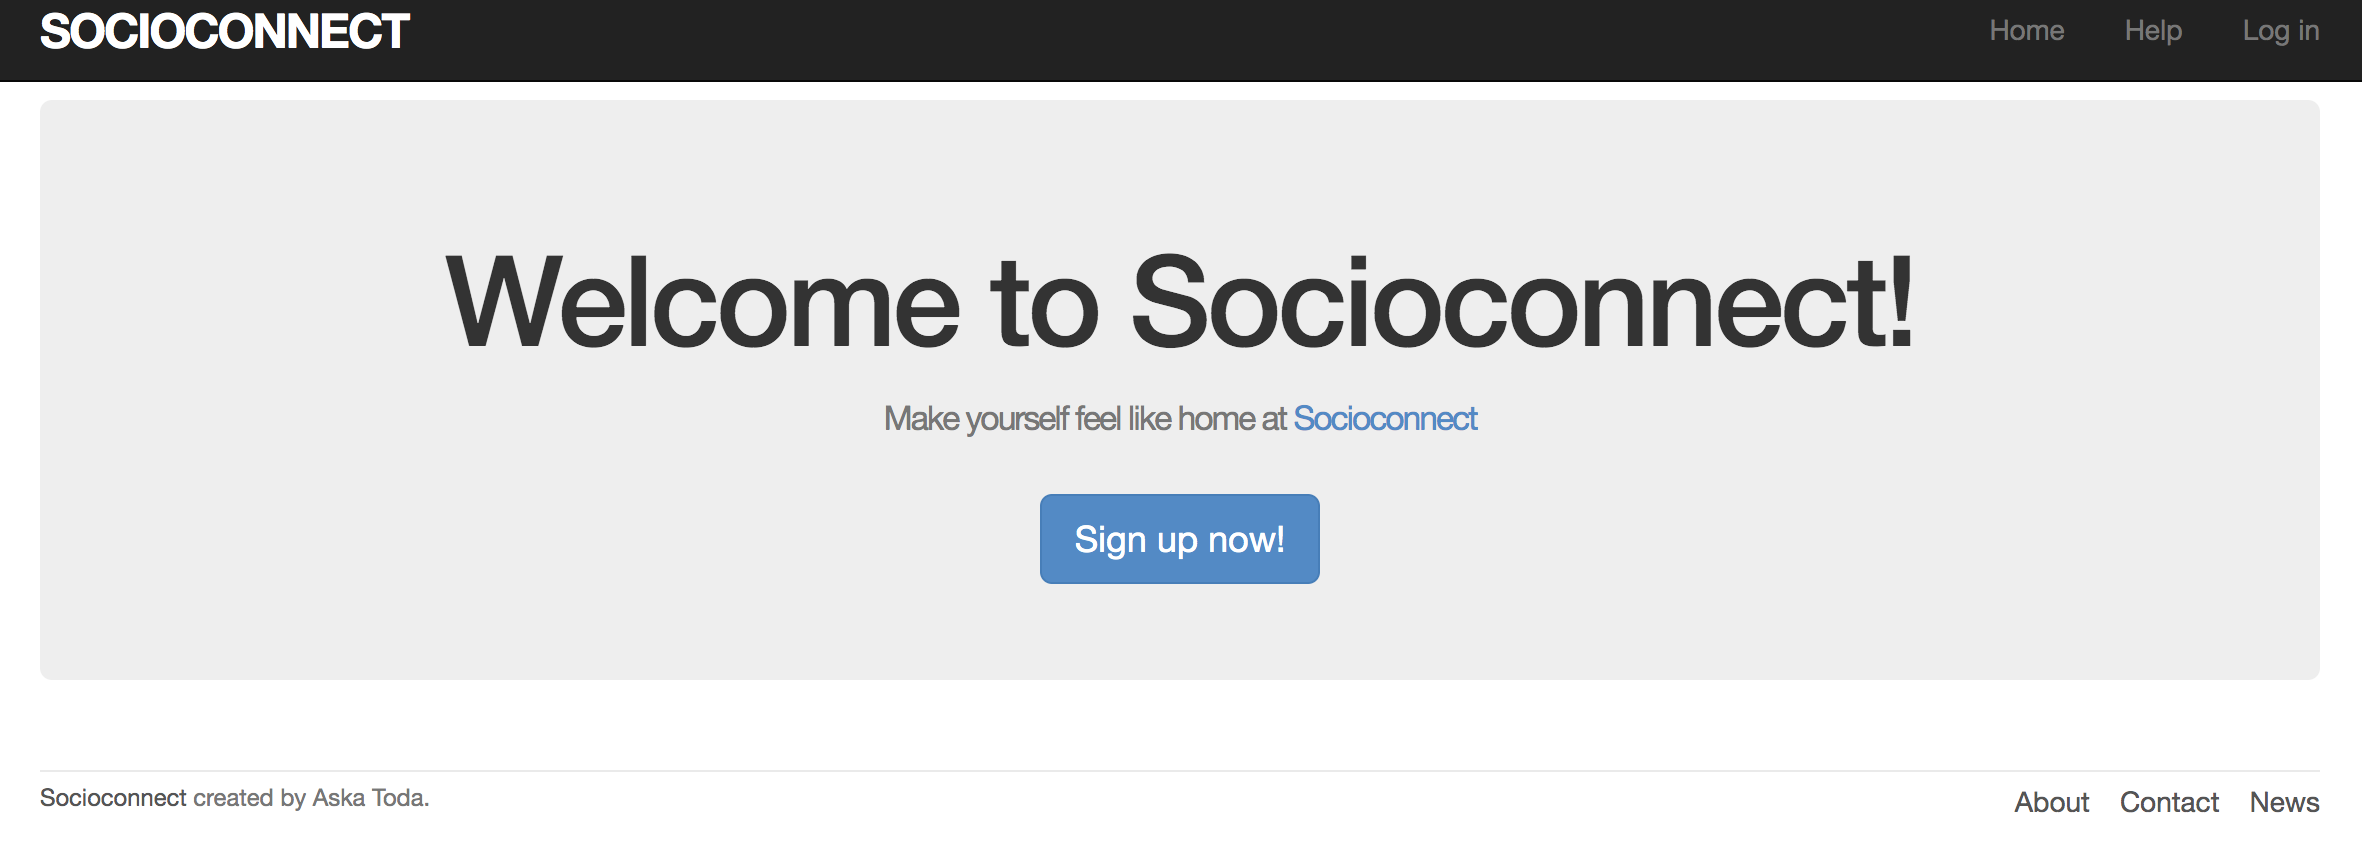 SOCIOCONNECT Home Help Log in
Welcome to Socioconnect!
Make yourself feel like home at Socioconnect
Sign up now!
Socioconnect created by Aska Toda. About Contact News